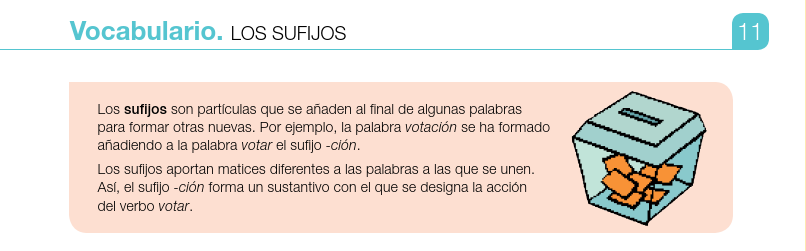 Vocabulario. LOS SUFIJOS
11
Los sufijos son partículas que se añaden al final de algunas palabras
para formar otras nuevas. Por ejemplo, la palabra votación se ha formado
añadiendo a la palabra votar el sufijo -ción.
Los sufijos aportan matices diferentes a las palabras a las que se unen.
Así, el sufijo -ción forma un sustantivo con el que se designa la acción
del verbo votar.